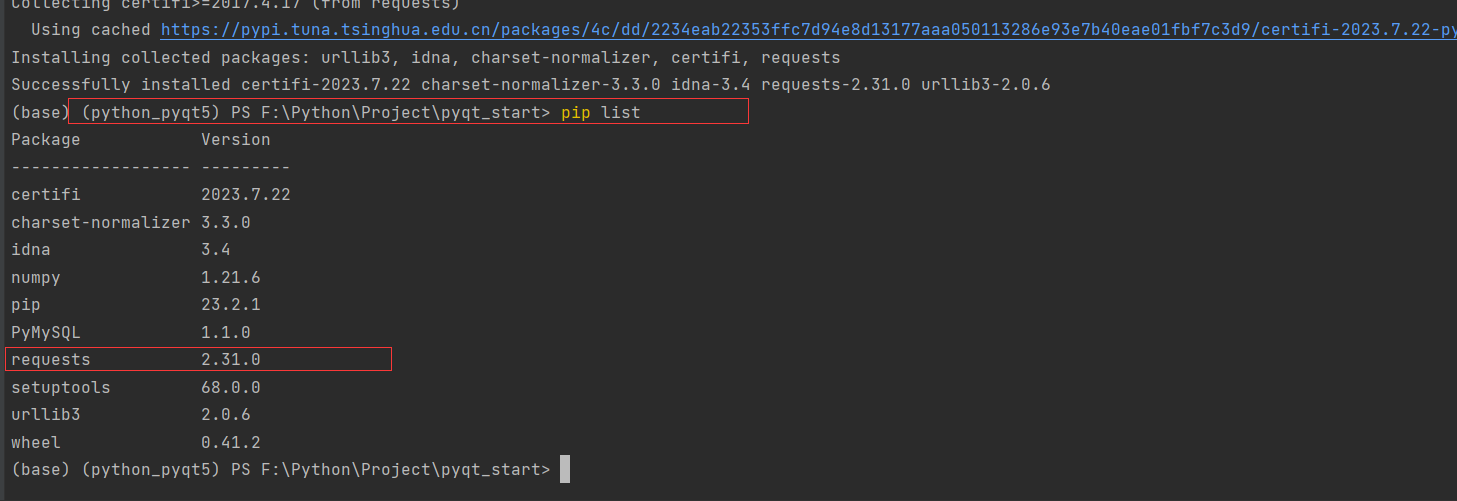 Collecting certifi>=2017.4.17 (from requests)
Using cached https://pypi.tuna.tsinghua.edu.cn/packages/4c/dd/2234eab22353ffc7d94e8d13177aaa050113286e93e7b40eae01fbf7c3d9/certifi-2023.7.22-py
Installing collected packages: urllib3, idna, charset-normalizer, certifi, requests
Successfully installed certifi-2023.7.22 charset-normalizer-3.3.0 idna-3.4 requests-2.31.0 urllib3-2.0.6
(base) (python_pyqt5) PS F:\Python\Project\pyqt_start> pip list
Package Version
------------------ ---------
certifi 2023.7.22
charset-normalizer 3.3.0
idna 3.4
numpy 1.21.6
pip 23.2.1
PyMySQL 1.1.0
requests 2.31.0
setuptools 68.0.0
urllib3 2.0.6
wheel 0.41.2
(base) (python_pyqt5) PS F:\Python\Project\pyqt_start>